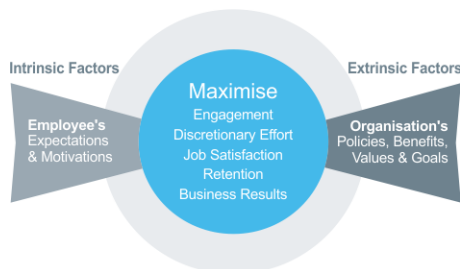 Intrinsic Factors
Extrinsic Factors
Employee's
Expectations
& Motivations
Maximise
Engagement
Discretionary Effort
Job Satisfaction
Retention
Business Results
Organisation's
Policies, Benefits,
Values & Goals